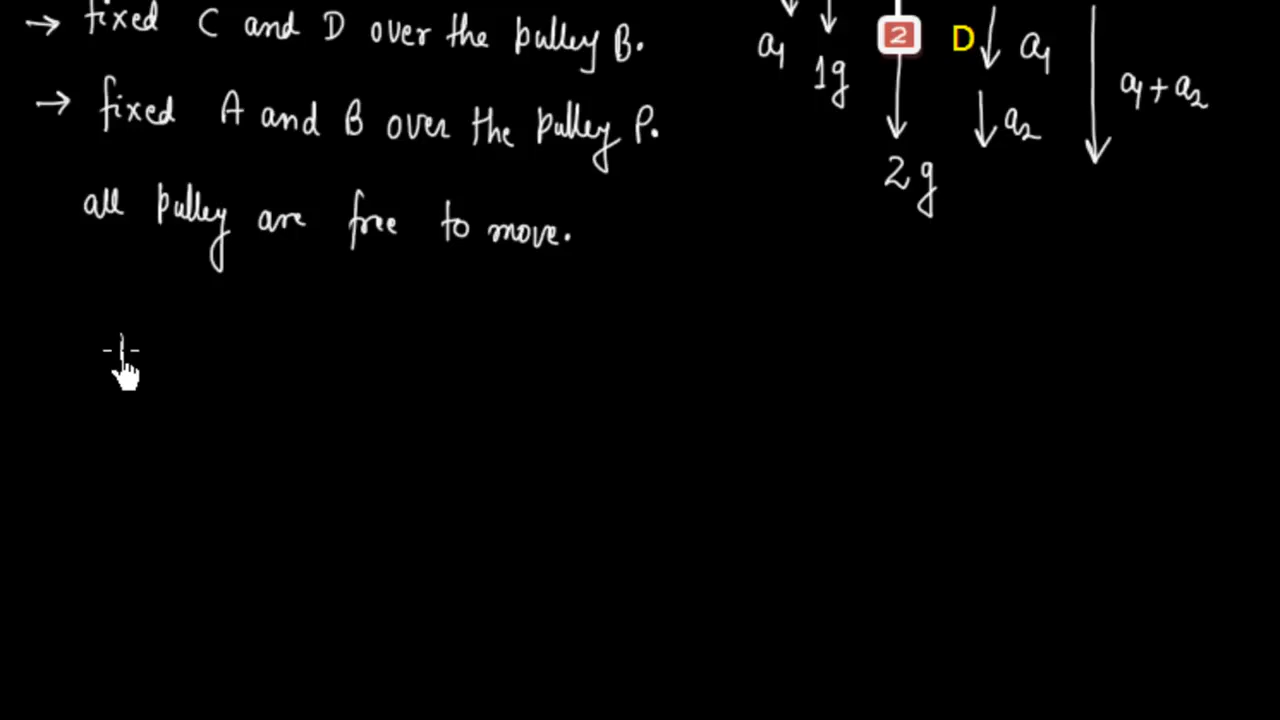 → fixed C and D over the pulley B.
→ fixed A and B over the pulley P.
all pulley are free to move.
2 D a₁
a₁ 1g a₁ + a₂
a₂
2g